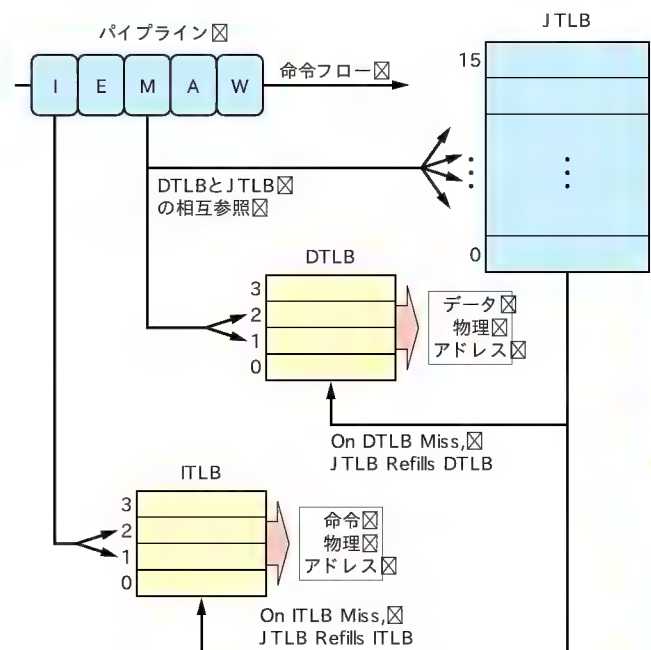 パイプライン
JTLB
I E M A W
命令フロー
15
DTLBとJTLB
の相互参照
0
DTLB
3
2
1
0
データ
物理
アドレス
On DTLB Miss,
JTLB Refills DTLB
ITLB
3
2
1
0
命令
物理
アドレス
On ITLB Miss,
JTLB Refills ITLB